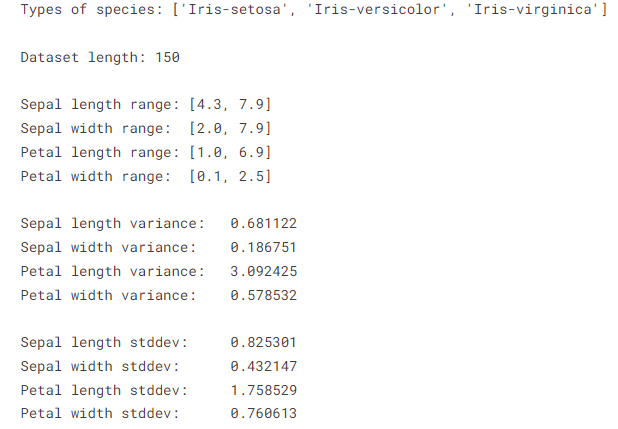 Types of species: ['Iris-setosa', 'Iris-versicolor', 'Iris-virginica']
Dataset length: 150
Sepal length range: [4.3, 7.9]
Sepal width range:  [2.0, 7.9]
Petal length range: [1.0, 6.9]
Petal width range:  [0.1, 2.5]
Sepal length variance:   0.681122
Sepal width variance:    0.186751
Petal length variance:   3.092425
Petal width variance:    0.578532
Sepal length stddev:     0.825301
Sepal width stddev:      0.432147
Petal length stddev:     1.758529
Petal width stddev:      0.760613